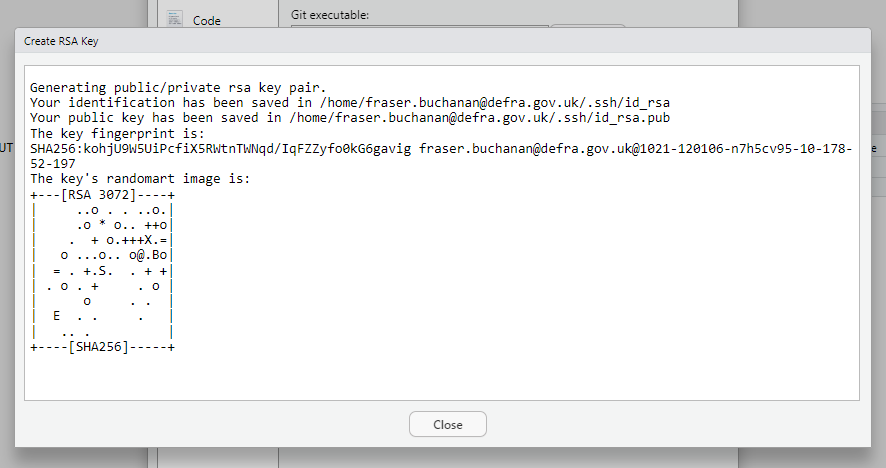 Code
Git executable:
Create RSA Key
Generating public/private rsa key pair.
Your identification has been saved in /home/fraser.buchanan@defra.gov.uk/.ssh/id_rsa
Your public key has been saved in /home/fraser.buchanan@defra.gov.uk/.ssh/id_rsa.pub
The key fingerprint is:
SHA256:kohjU9W5UiPcfiX5RWtnTWNqd/IqFZZyfo0kG6gavig fraser.buchanan@defra.gov.uk@1021-120106-n7h5cv95-10-178-
52-197
The key's randomart image is:
+---[RSA 3072]----+
|     ..o . . ..o.|
|     .o * o.. ++o|
|    .  + o.+++X.=|
|   o ...o.. o@.Bo|
|  = . +.S.  . + +|
| . o . +     . o |
|      o     . .  |
|  E  . .     .   |
|   .. .          |
+----[SHA256]-----+
UT
e
Close